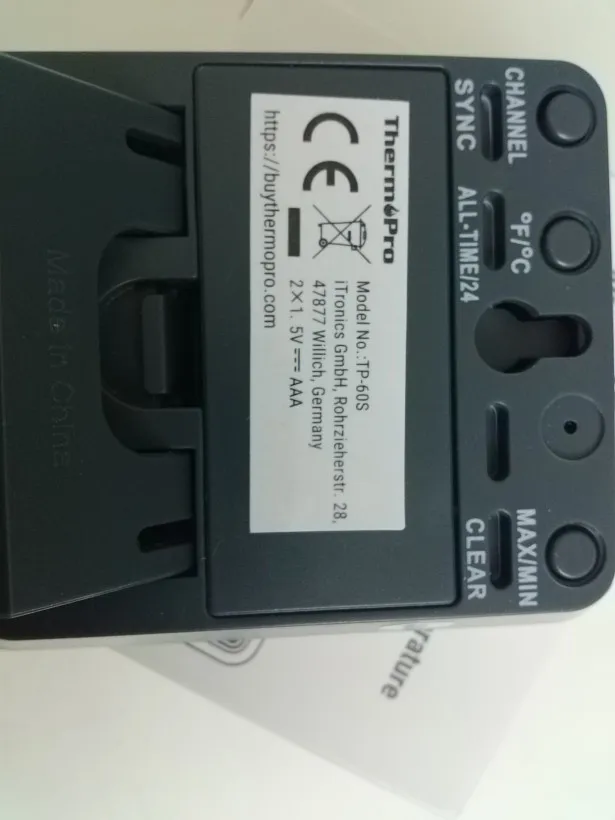 CHANNEL
SYNC
°F/°C
ALL-TIME/24
MAX/MIN
CLEAR
ThermoPro
Model No.:TP-60S
iTronics GmbH, Rohrzieherstr. 28,
47877 Willich, Germany
2×1. 5V⎓ AAA
CE
https://buythermopro.com
Made in China
rature